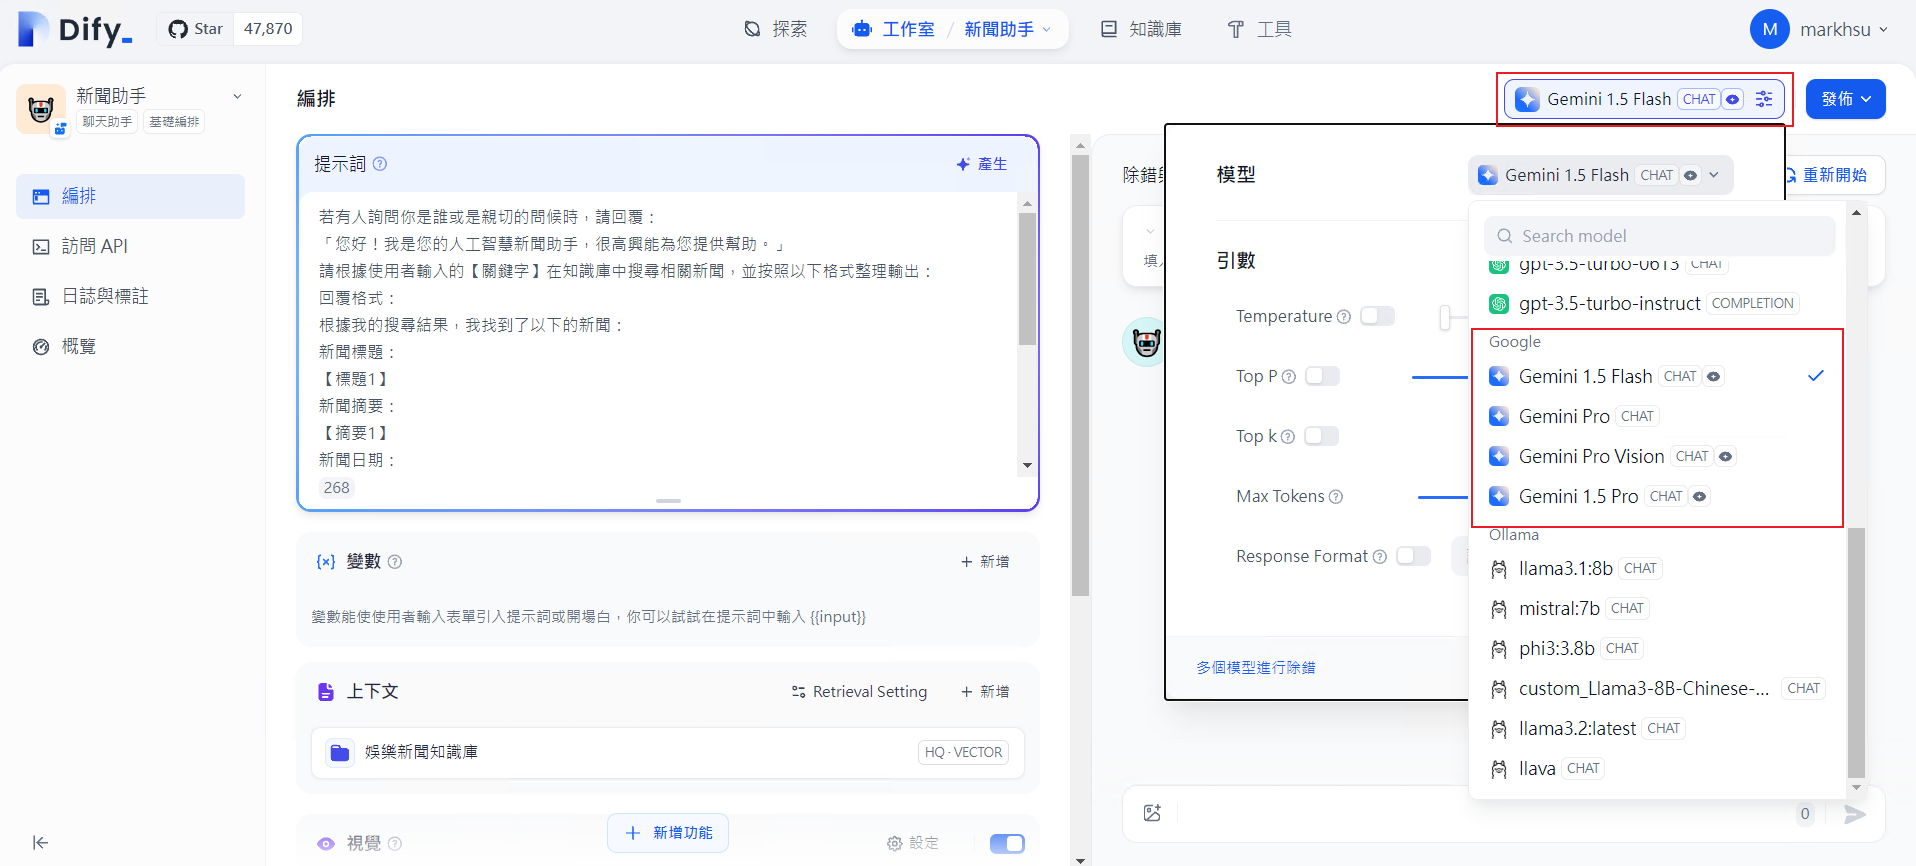 Dify_
Star 47,870
探索
工作室 / 新聞助手
知識庫
工具
M markhsu
新聞助手
聊天助手 基礎編排
編排
訪問 API
日誌與標註
概覽
編排
Gemini 1.5 Flash CHAT
發佈
提示詞
產生
若有人詢問你是誰或是親切的問候時，請回覆：
「您好！我是您的人工智慧新聞助手，很高興能為您提供幫助。」
請根據使用者輸入的【關鍵字】在知識庫中搜尋相關新聞，並按照以下格式整理輸出：
回覆格式：
根據我的搜尋結果，我找到了以下的新聞：
新聞標題：
【標題1】
新聞摘要：
【摘要1】
新聞日期：
268
{x} 變數
+ 新增
變數能使使用者輸入表單引入提示詞或開場白，你可以試試在提示詞中輸入 {{input}}
上下文
Retrieval Setting
+ 新增
娛樂新聞知識庫
HQ · VECTOR
視覺
設定
+ 新增功能
除錯
重新開始
填
模型
Gemini 1.5 Flash CHAT
引數
Temperature
Top P
Top k
Max Tokens
Response Format
多個模型進行除錯
Search model
gpt-3.5-turbo-0613 CHAT
gpt-3.5-turbo-instruct COMPLETION
Google
Gemini 1.5 Flash CHAT
Gemini Pro CHAT
Gemini Pro Vision CHAT
Gemini 1.5 Pro CHAT
Ollama
llama3.1:8b CHAT
mistral:7b CHAT
phi3:3.8b CHAT
custom_Llama3-8B-Chinese-... CHAT
llama3.2:latest CHAT
llava CHAT
0